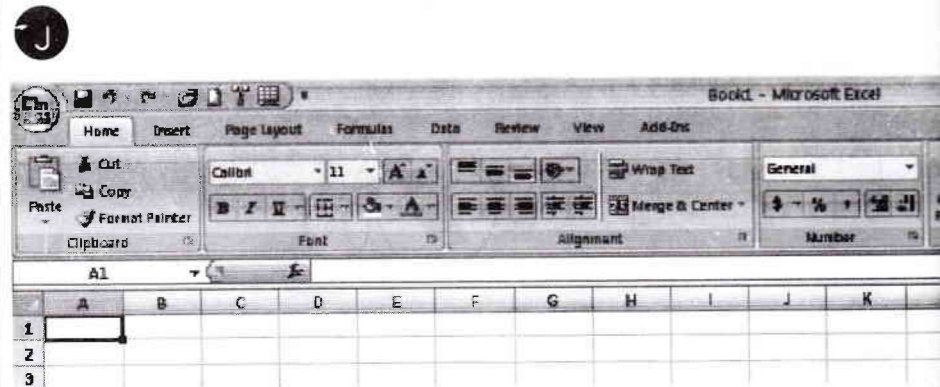 J
Book1 - Microsoft Excel
Home Insert Page Layout Formulas Data Review View Add-Ins
Cut
Copy
Format Painter
Paste
Clipboard
Calibri 11 A A
B I U A
Font
Wrap Text
Merge & Center
Alignment
General
$ % ,
Number
A1 fx
A B C D E F G H I J K
1
2
3